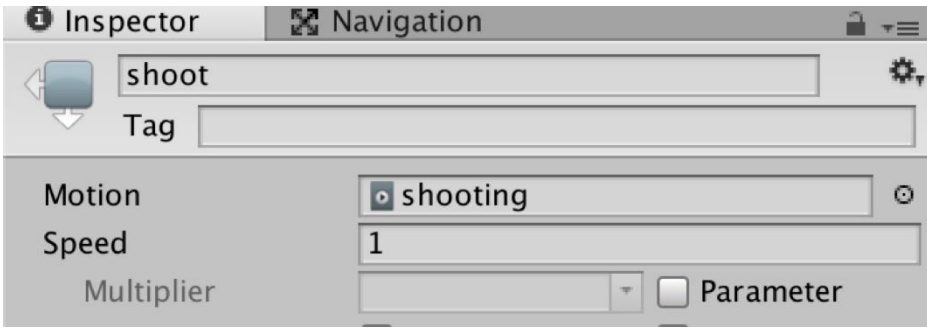 Inspector Navigation
shoot
Tag
Motion shooting
Speed 1
Multiplier Parameter